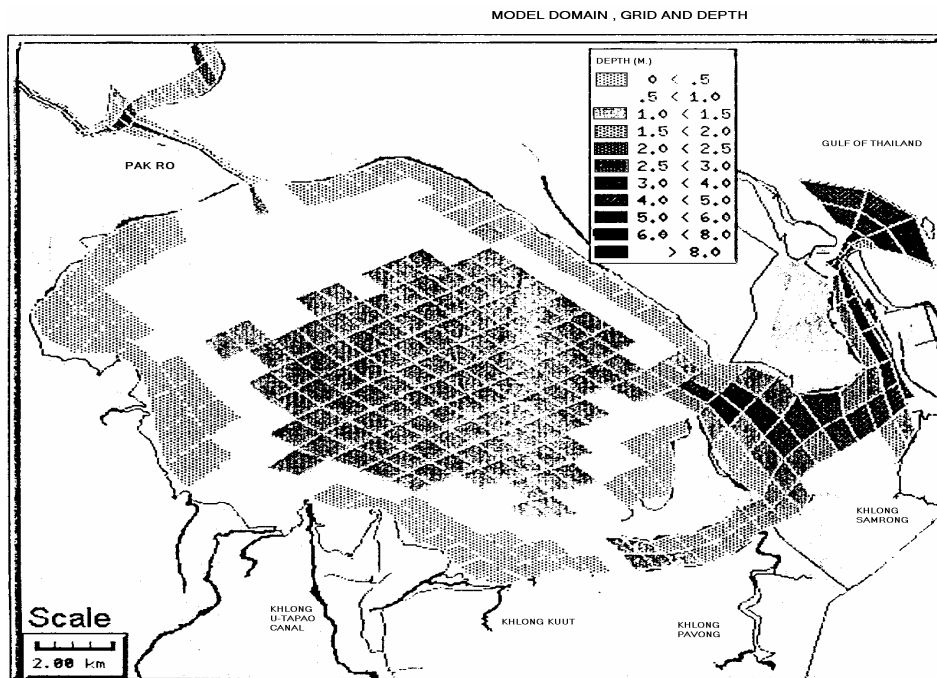 MODEL DOMAIN , GRID AND DEPTH
DEPTH (M.)
0 < .5
.5 < 1.0
1.0 < 1.5
1.5 < 2.0
2.0 < 2.5
2.5 < 3.0
3.0 < 4.0
4.0 < 5.0
5.0 < 6.0
6.0 < 8.0
> 8.0
GULF OF THAILAND
PAK RO
KHLONG
SAMRONG
Scale
2.00 km
KHLONG
U-TAPAO
CANAL
KHLONG KUUT
KHLONG
PAVONG